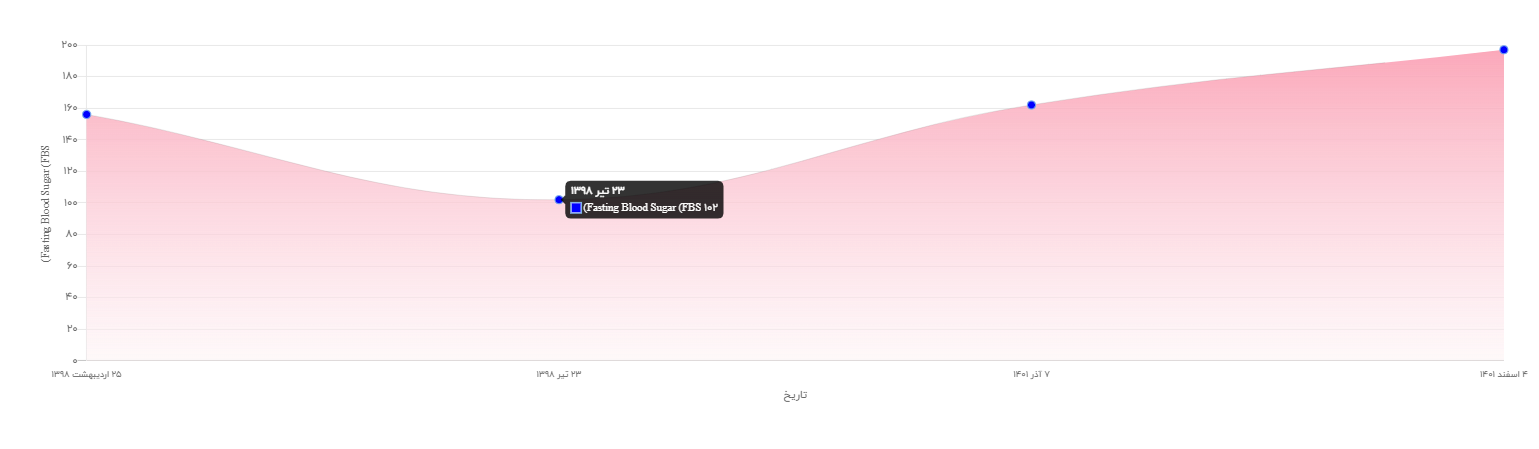 ۲۰۰
۱۸۰
۱۶۰
۱۴۰
۱۲۰
۱۰۰
۸۰
۶۰
۴۰
۲۰
۰
(Fasting Blood Sugar (FBS
۲۳ تیر ۱۳۹۸
(Fasting Blood Sugar (FBS ۱۰۲
۲۵ اردیبهشت ۱۳۹۸
۲۳ تیر ۱۳۹۸
۷ آذر ۱۴۰۱
۴ اسفند ۱۴۰۱
تاریخ